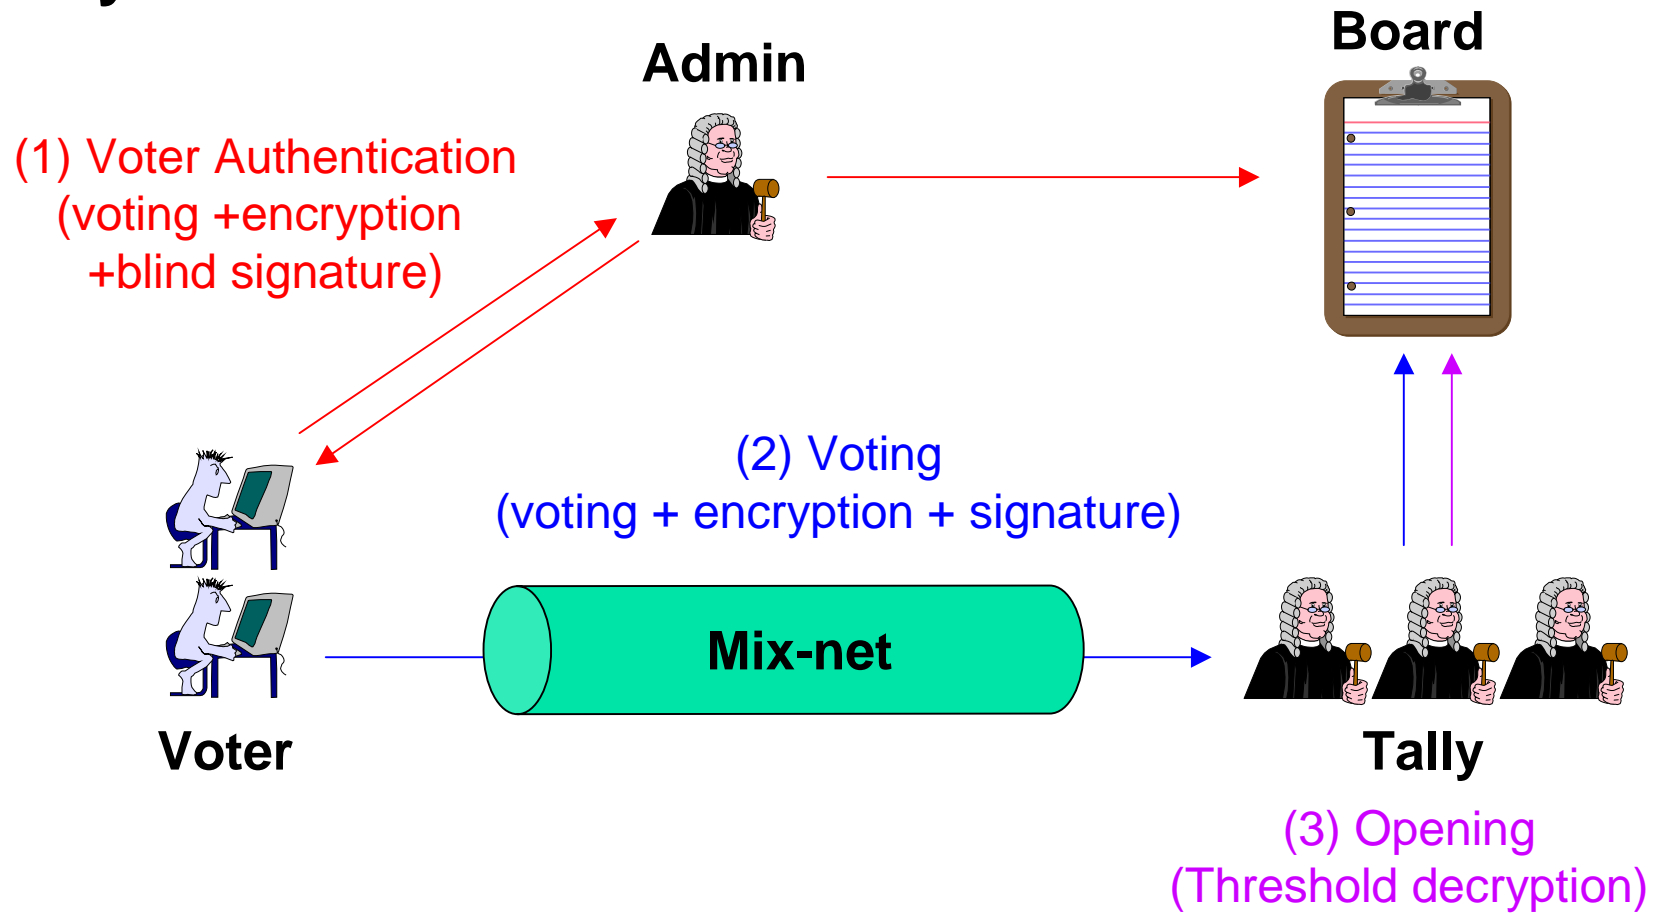 Board
Admin
(1) Voter Authentication
(voting +encryption
+blind signature)
(2) Voting
(voting + encryption + signature)
Mix-net
Voter
Tally
(3) Opening
(Threshold decryption)